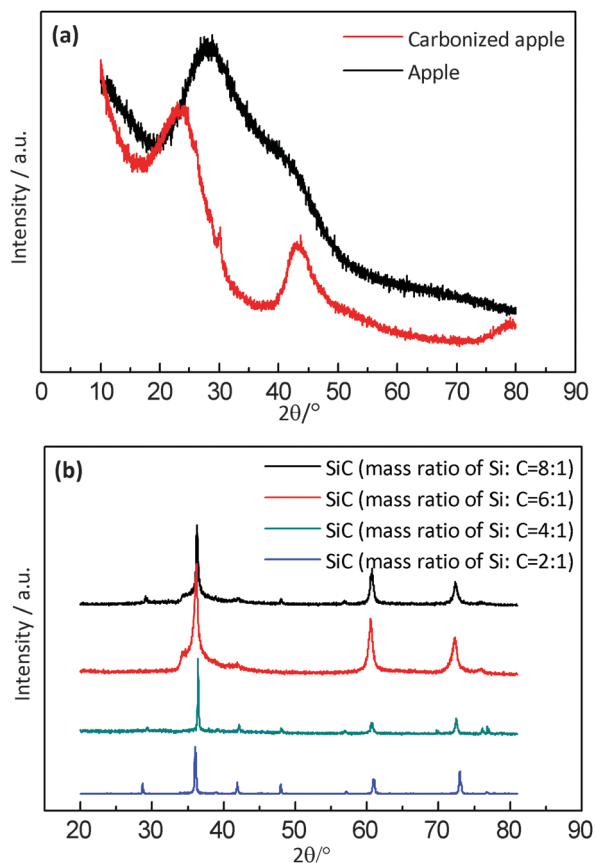 (a)
Carbonized apple
Apple
Intensity / a.u.
0 10 20 30 40 50 60 70 80 90
2θ/°
(b)
SiC (mass ratio of Si: C=8:1)
SiC (mass ratio of Si: C=6:1)
SiC (mass ratio of Si: C=4:1)
SiC (mass ratio of Si: C=2:1)
Intensity / a.u.
20 30 40 50 60 70 80 90
2θ/°